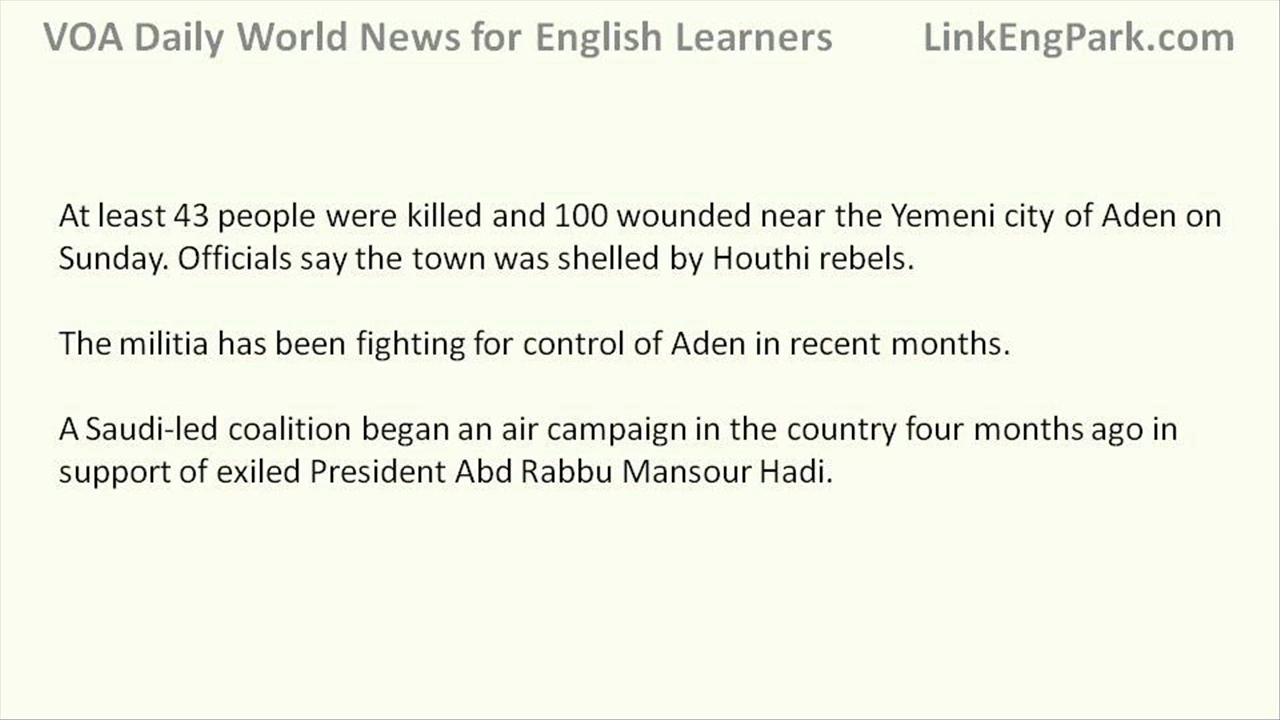 VOA Daily World News for English Learners LinkEngPark.com
At least 43 people were killed and 100 wounded near the Yemeni city of Aden on
Sunday. Officials say the town was shelled by Houthi rebels.
The militia has been fighting for control of Aden in recent months.
A Saudi-led coalition began an air campaign in the country four months ago in
support of exiled President Abd Rabbu Mansour Hadi.